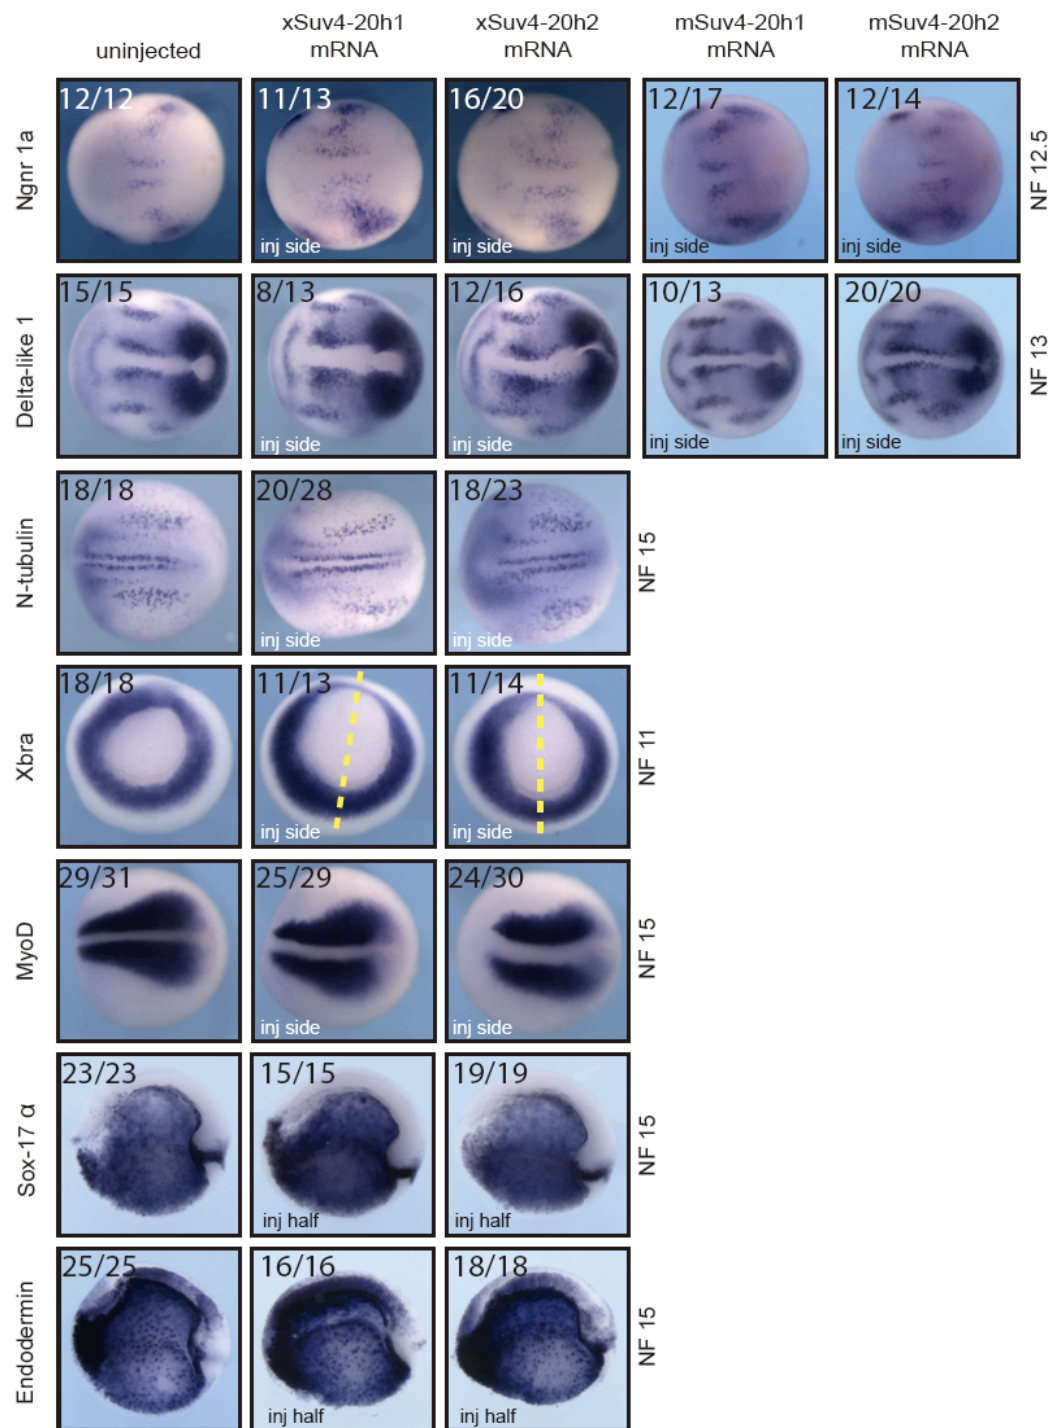 uninjected
xSuv4-20h1
mRNA
xSuv4-20h2
mRNA
mSuv4-20h1
mRNA
mSuv4-20h2
mRNA
Ngnr 1a
12/12
11/13
inj side
16/20
inj side
12/17
inj side
12/14
inj side
NF 12.5
Delta-like 1
15/15
8/13
inj side
12/16
inj side
10/13
inj side
20/20
inj side
NF 13
N-tubulin
18/18
20/28
inj side
18/23
inj side
NF 15
Xbra
18/18
11/13
inj side
11/14
inj side
NF 11
MyoD
29/31
25/29
inj side
24/30
inj side
NF 15
Sox-17 α
23/23
15/15
inj half
19/19
inj half
NF 15
Endodermin
25/25
16/16
inj half
18/18
inj half
NF 15